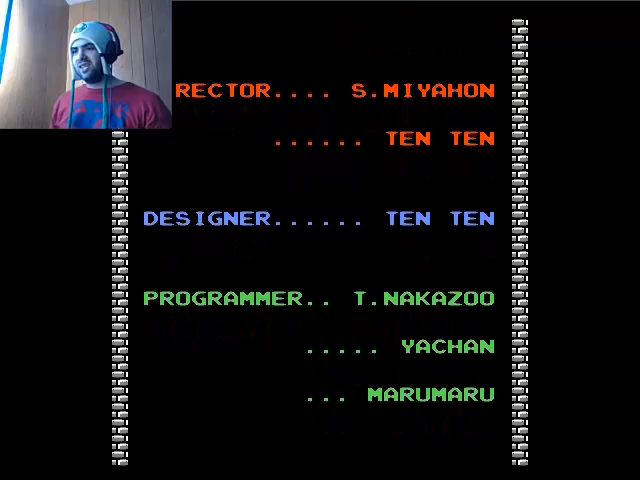 RECTOR.... S.MIYAHON
...... TEN TEN
DESIGNER...... TEN TEN
PROGRAMMER.. T.NAKAZOO
..... YACHAN
... MARUMARU